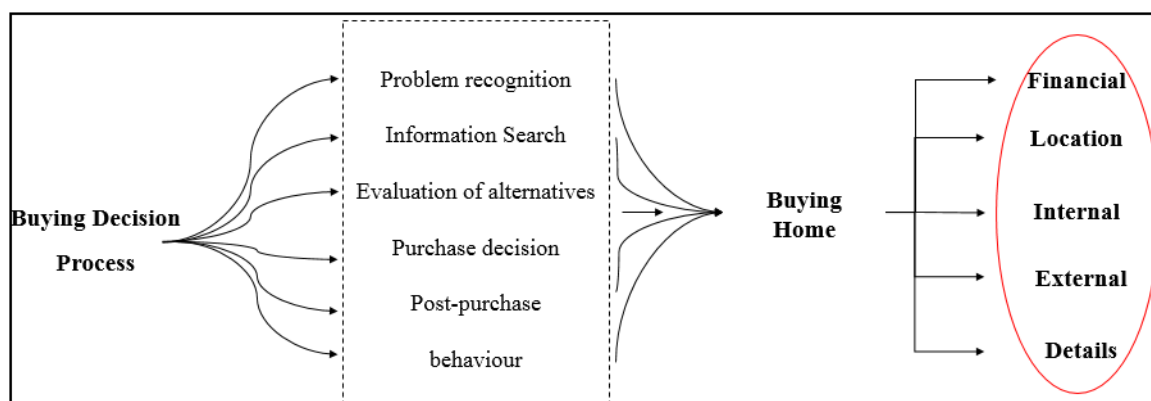 Buying Decision
Process
Problem recognition
Information Search
Evaluation of alternatives
Purchase decision
Post-purchase
behaviour
Buying
Home
Financial
Location
Internal
External
Details